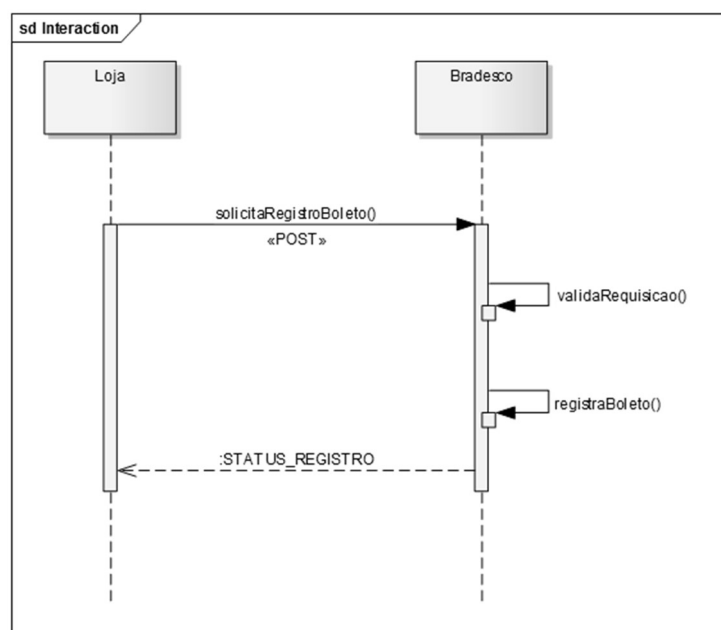 sd Interaction
Loja
Bradesco
solicitaRegistroBoleto()
«POST»
validaRequisicao()
registraBoleto()
:STATUS_REGISTRO